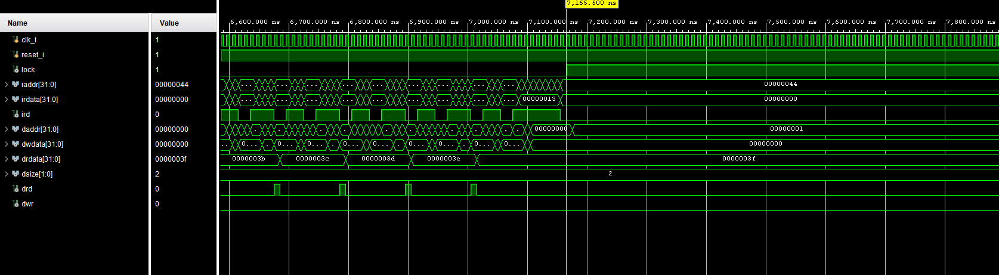 7,165.500 ns
Name Value
6,600.000 ns 6,700.000 ns 6,800.000 ns 6,900.000 ns 7,000.000 ns 7,100.000 ns 7,200.000 ns 7,300.000 ns 7,400.000 ns 7,500.000 ns 7,600.000 ns 7,700.000 ns 7,800.000
clk_i 1
reset_i 1
lock 1
iaddr[31:0] 00000044 ... ... ... ... ... ... ... ... ... 00000044
irdata[31:0] 00000000 ... ... ... ... ... ... ... ... 00000013 00000000
ird 0
daddr[31:0] 00000000 . . . . . . . . 00000000 00000001
dwdata[31:0] 00000000 .. 0... . 0... . 0... . 0... . 0... . 0... . 0... . 0... 0... 00000000
drdata[31:0] 0000003f 0000003b 0000003c 0000003d 0000003e 0000003f
dsize[1:0] 2 2
drd 0
dwr 0